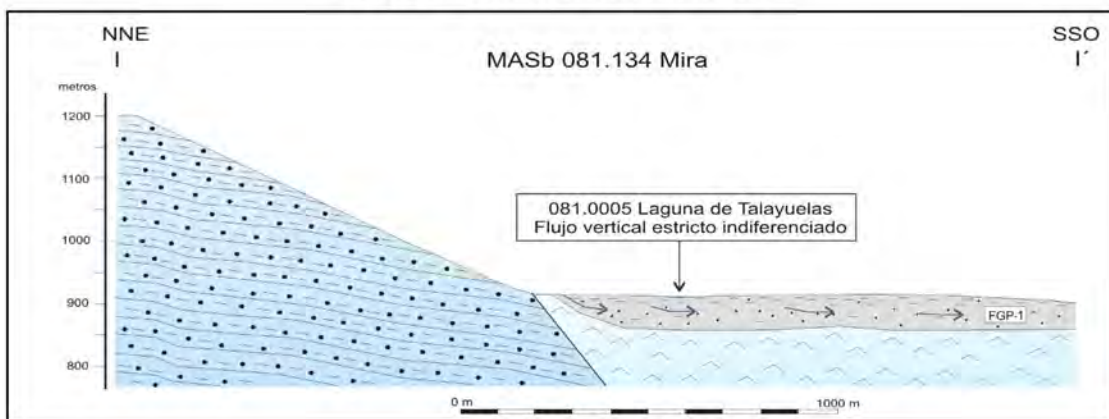 NNE
SSO
I
I´
MASb 081.134 Mira
metros
1200
1100
1000
900
800
081.0005 Laguna de Talayuelas
Flujo vertical estricto indiferenciado
FGP-1
0 m
1000 m